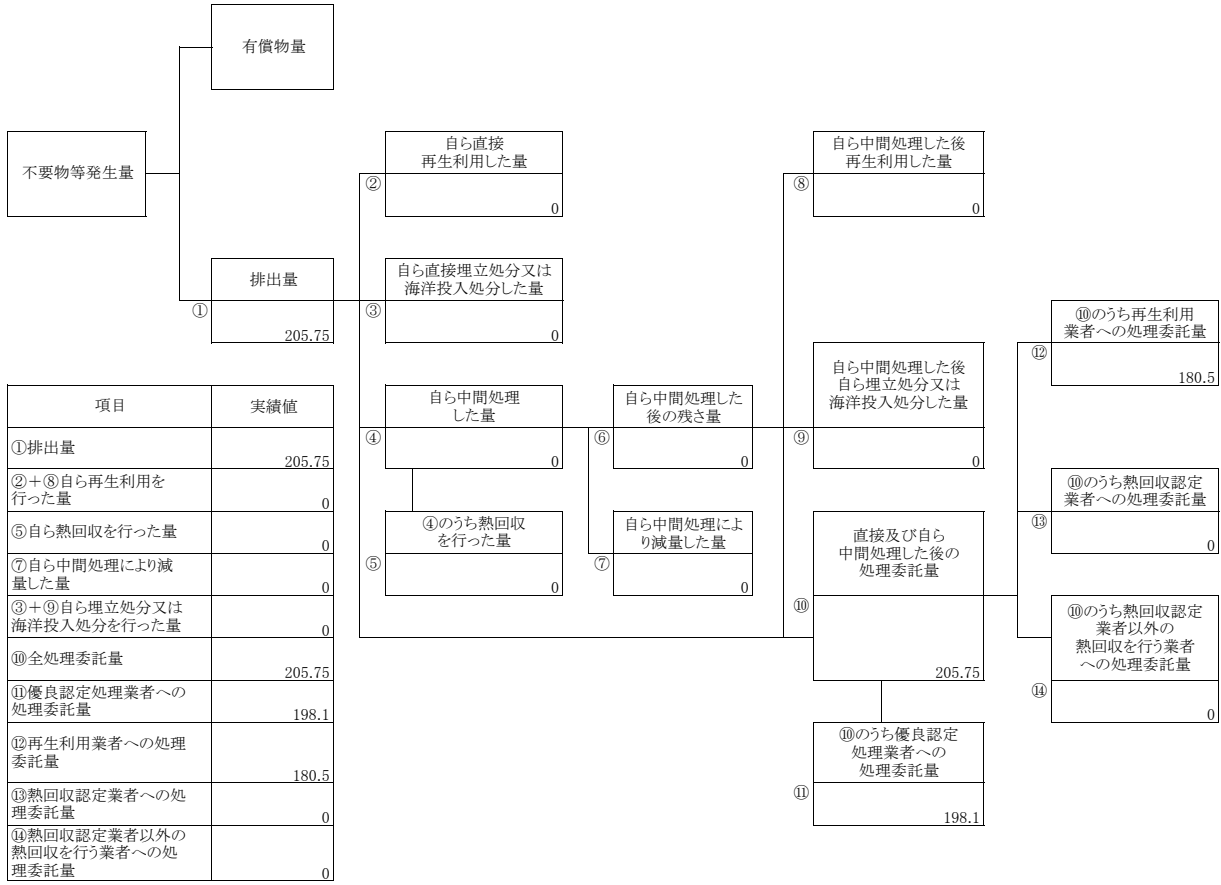 有償物量
不要物等発生量
自ら直接
再生利用した量
②
0
自ら中間処理した後
再生利用した量
⑧
0
排出量
①
205.75
自ら直接埋立処分又は
海洋投入処分した量
③
0
自ら中間処理
した量
④
0
自ら中間処理した
後の残さ量
⑥
0
自ら中間処理した後
自ら埋立処分又は
海洋投入処分した量
⑨
0
⑩のうち再生利用
業者への処理委託量
⑫
180.5
④のうち熱回収
を行った量
⑤
0
自ら中間処理によ
り減量した量
⑦
0
直接及び自ら
中間処理した後の
処理委託量
⑩
205.75
⑩のうち熱回収認定
業者への処理委託量
⑬
0
⑩のうち熱回収認定
業者以外の
熱回収を行う業者
への処理委託量
⑭
0
⑩のうち優良認定
処理業者への
処理委託量
⑪
198.1
項目 実績値
①排出量
205.75
②+⑧自ら再生利用を
行った量
0
⑤自ら熱回収を行った量
0
⑦自ら中間処理により減
量した量
0
③+⑨自ら埋立処分又は
海洋投入処分を行った量
0
⑩全処理委託量
205.75
⑪優良認定処理業者への
処理委託量
198.1
⑫再生利用業者への処理
委託量
180.5
⑬熱回収認定業者への処
理委託量
0
⑭熱回収認定業者以外の
熱回収を行う業者への処
理委託量
0